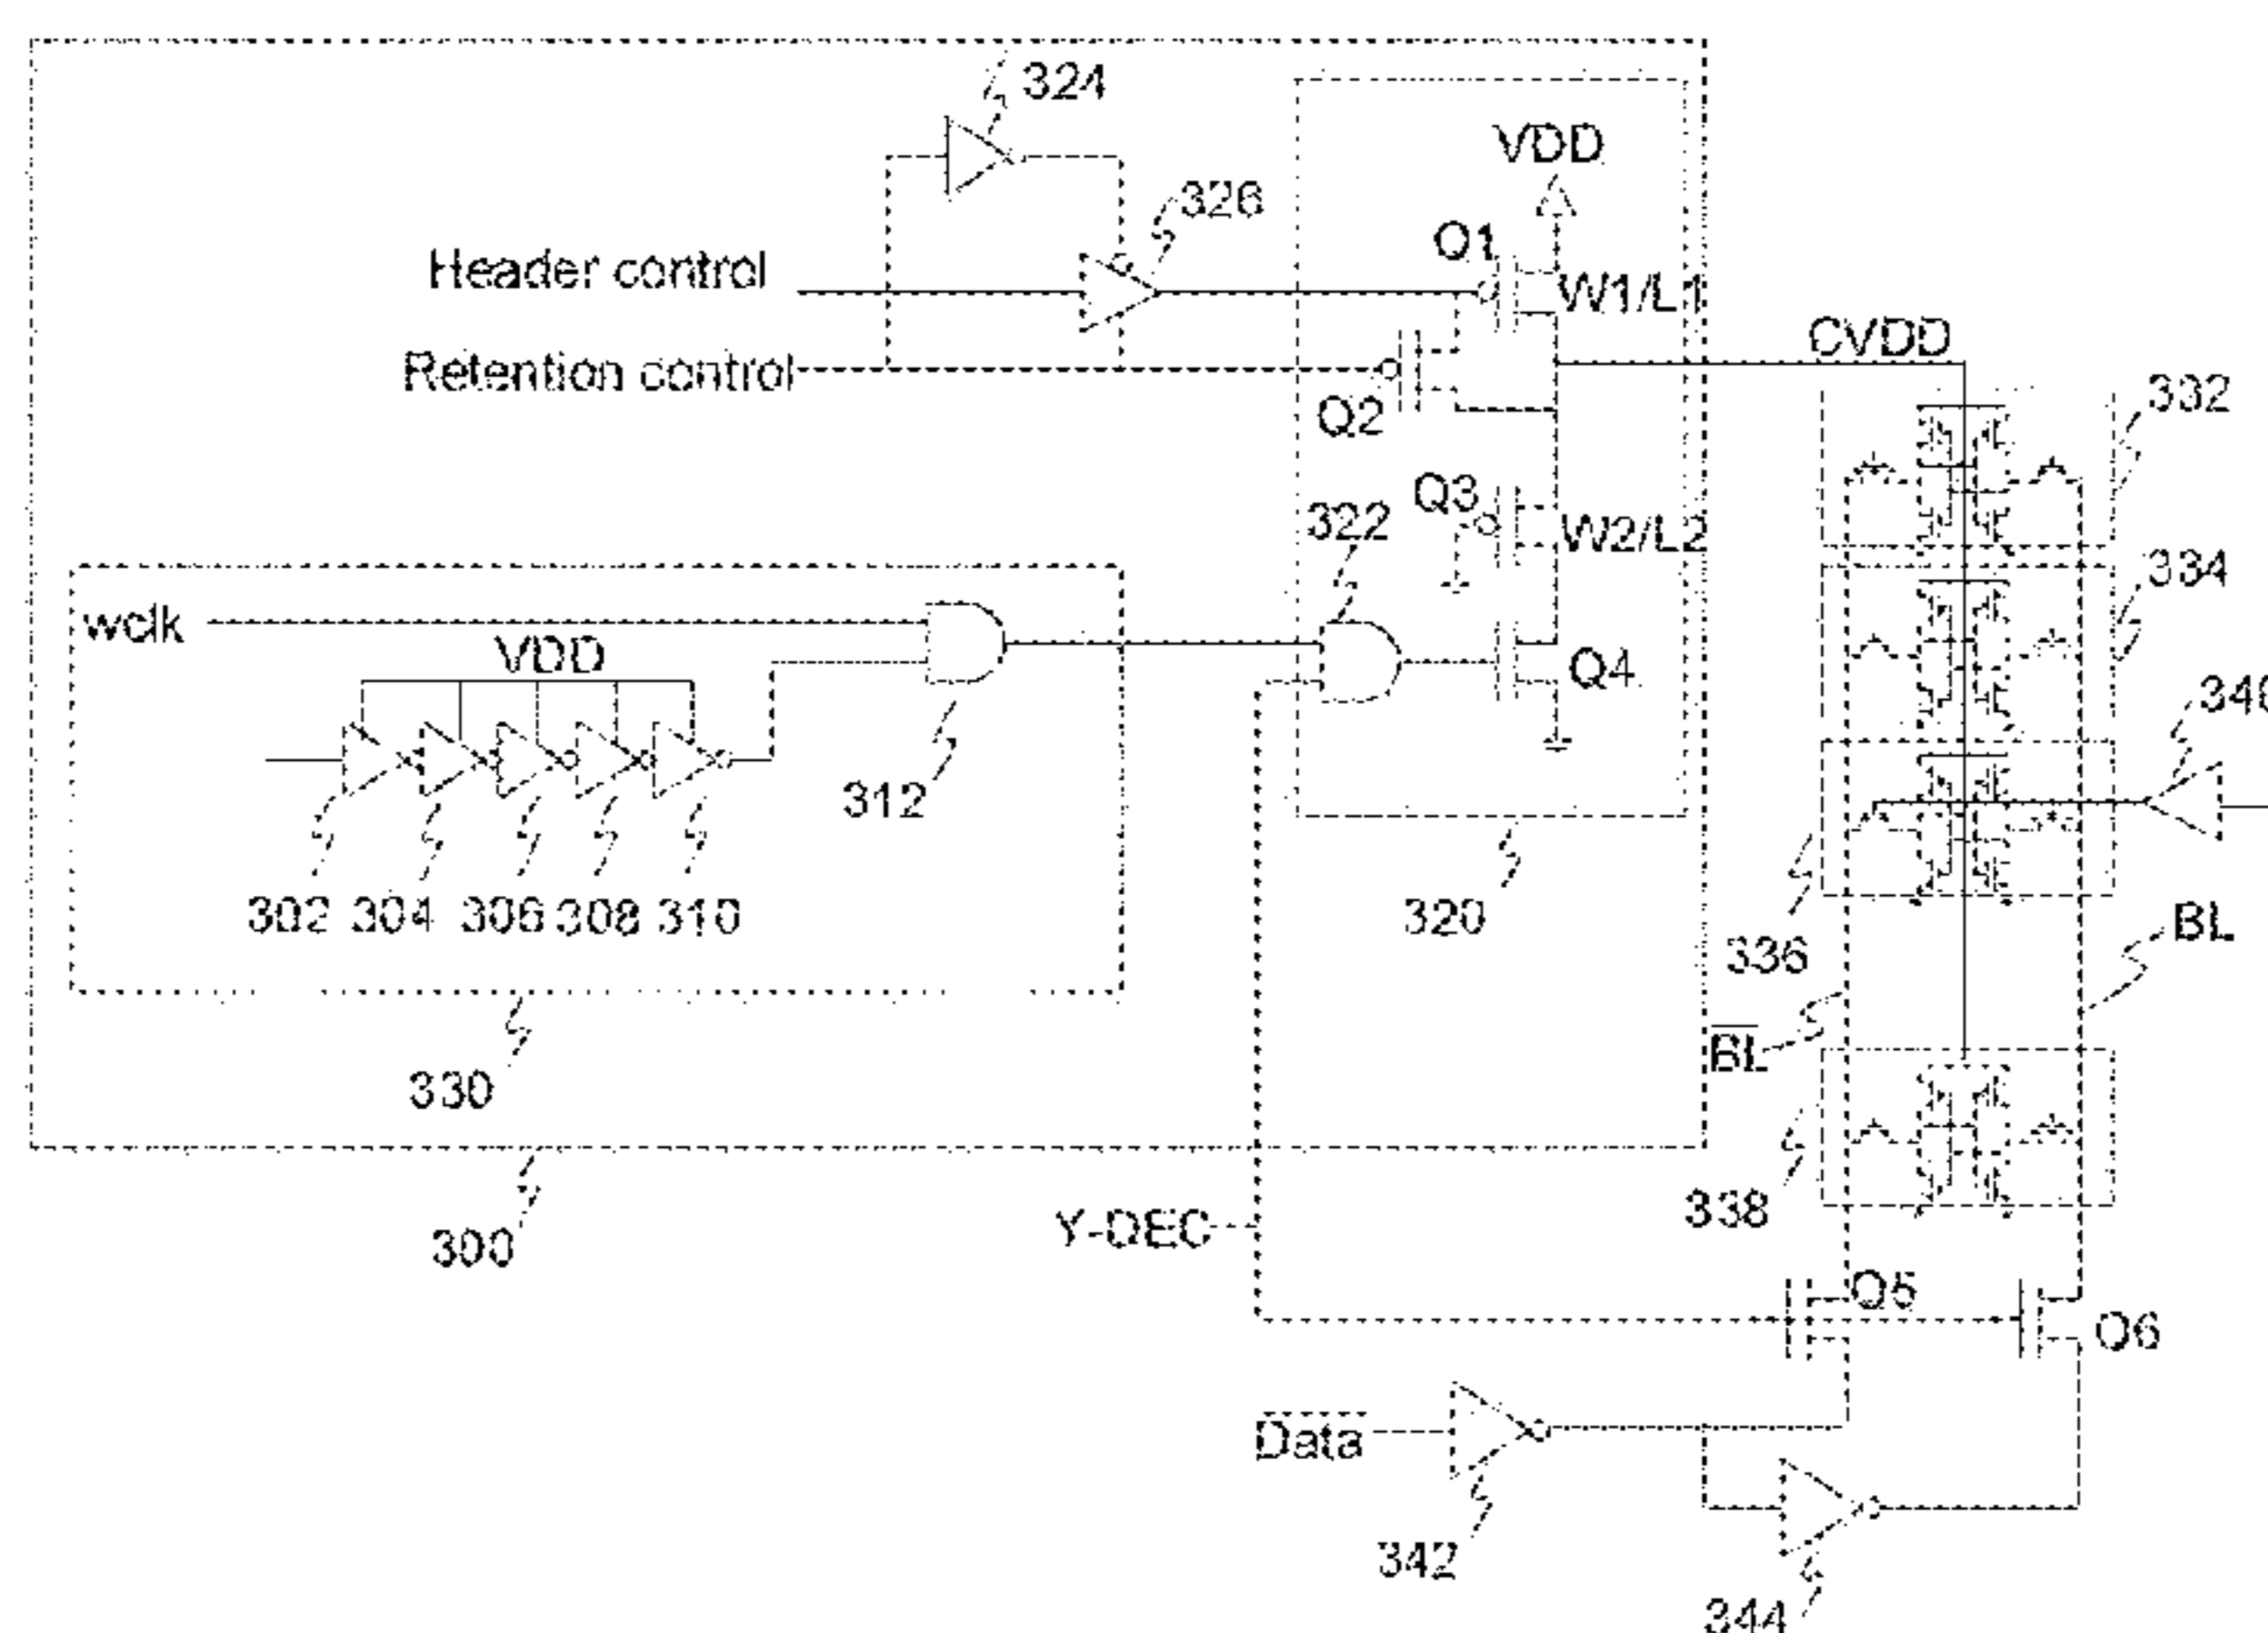 324
VDD
326
Q1
Header control
W1/L1
CVDD
Retention control
Q2
332
Q3
322
W2/L2
334
wclk
VDD
Q4
340
312
302 304 306 308 310
320
336
BL
BL
330
338
Y-DEC
300
Q5
Q6
Data
342
344